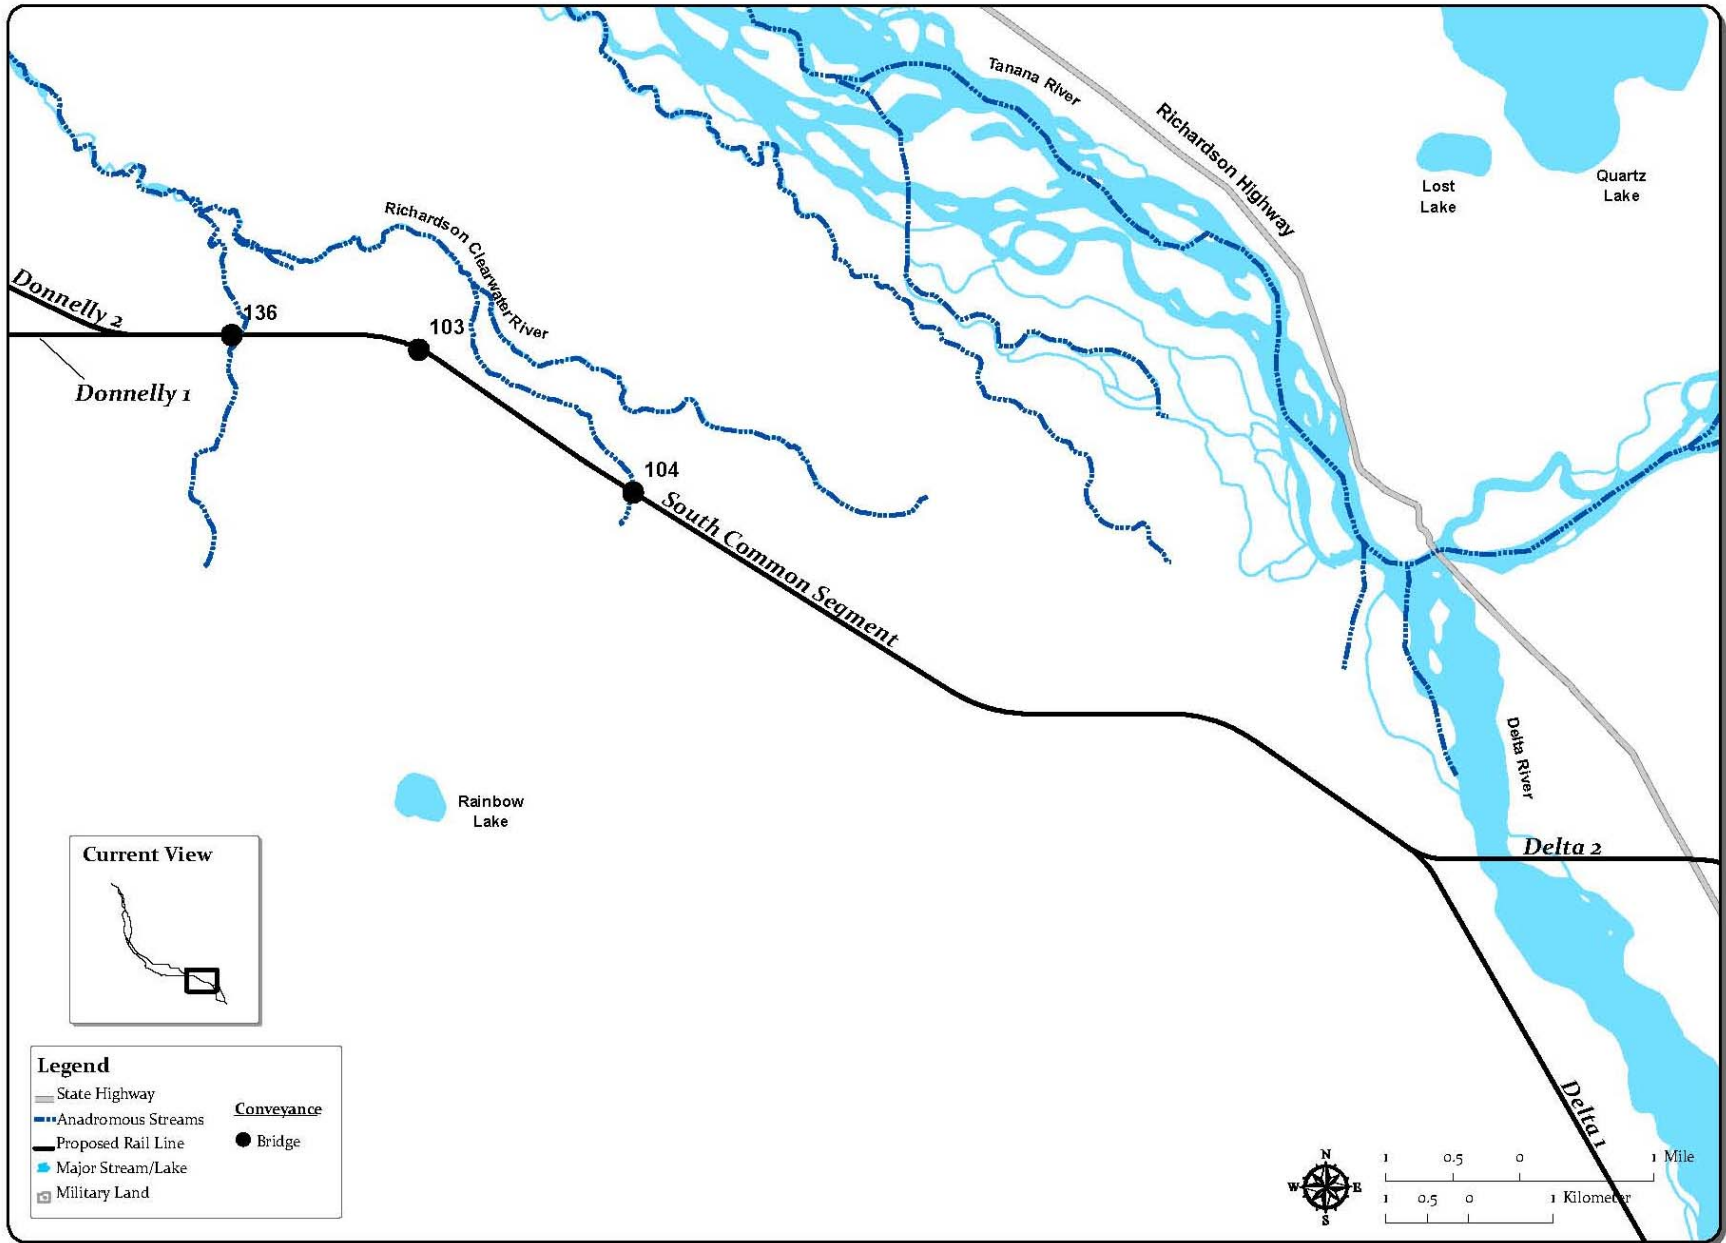 Tanana River
Richardson Highway
Lost
Lake
Quartz
Lake
Richardson Clearwater River
Donnelly 2
136
103
Donnelly 1
104
South Common Segment
Delta River
Rainbow
Lake
Delta 2
Current View
Delta 1
Legend
State Highway
Anadromous Streams
Proposed Rail Line
Major Stream/Lake
Military Land
Conveyance
Bridge
N
W E
S
1 0.5 0 1 Mile
1 0.5 0 1 Kilometer